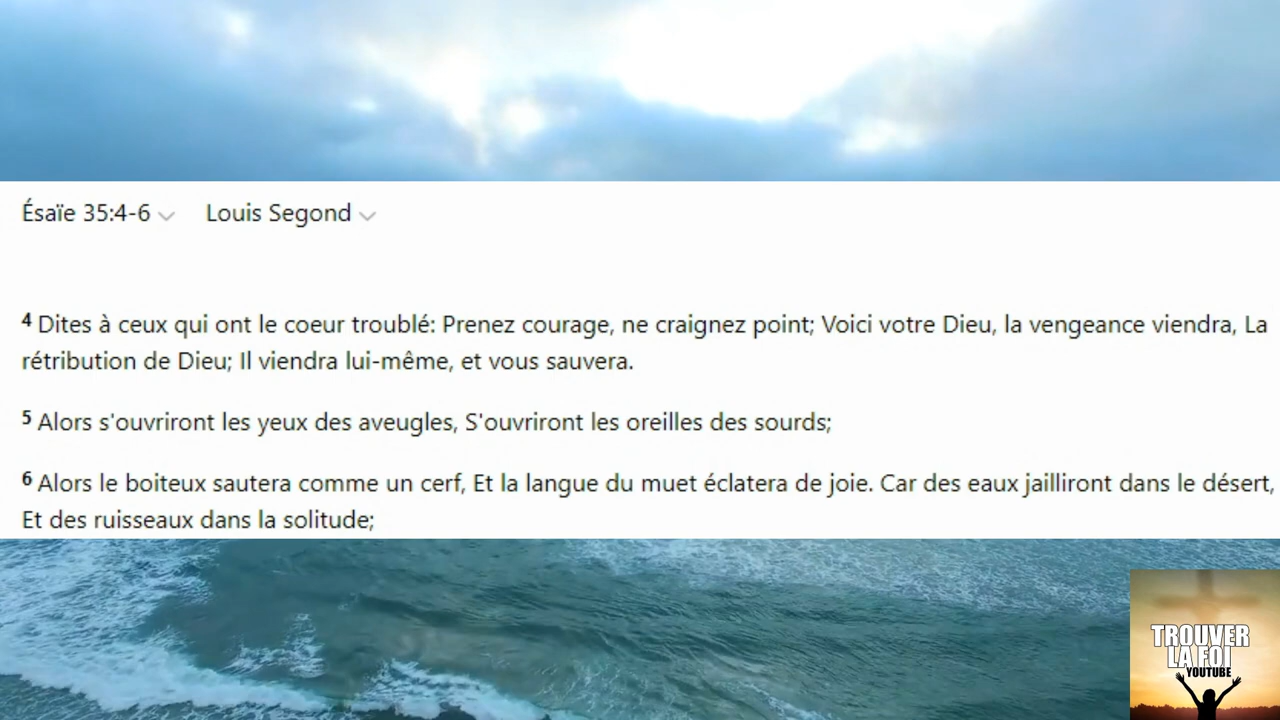 Ésaïe 35:4-6 Louis Segond
4 Dites à ceux qui ont le coeur troublé: Prenez courage, ne craignez point; Voici votre Dieu, la vengeance viendra, La
rétribution de Dieu; Il viendra lui-même, et vous sauvera.
5 Alors s'ouvriront les yeux des aveugles, S'ouvriront les oreilles des sourds;
6 Alors le boiteux sautera comme un cerf, Et la langue du muet éclatera de joie. Car des eaux jailliront dans le désert,
Et des ruisseaux dans la solitude;
TROUVER
LA FOI
YOUTUBE